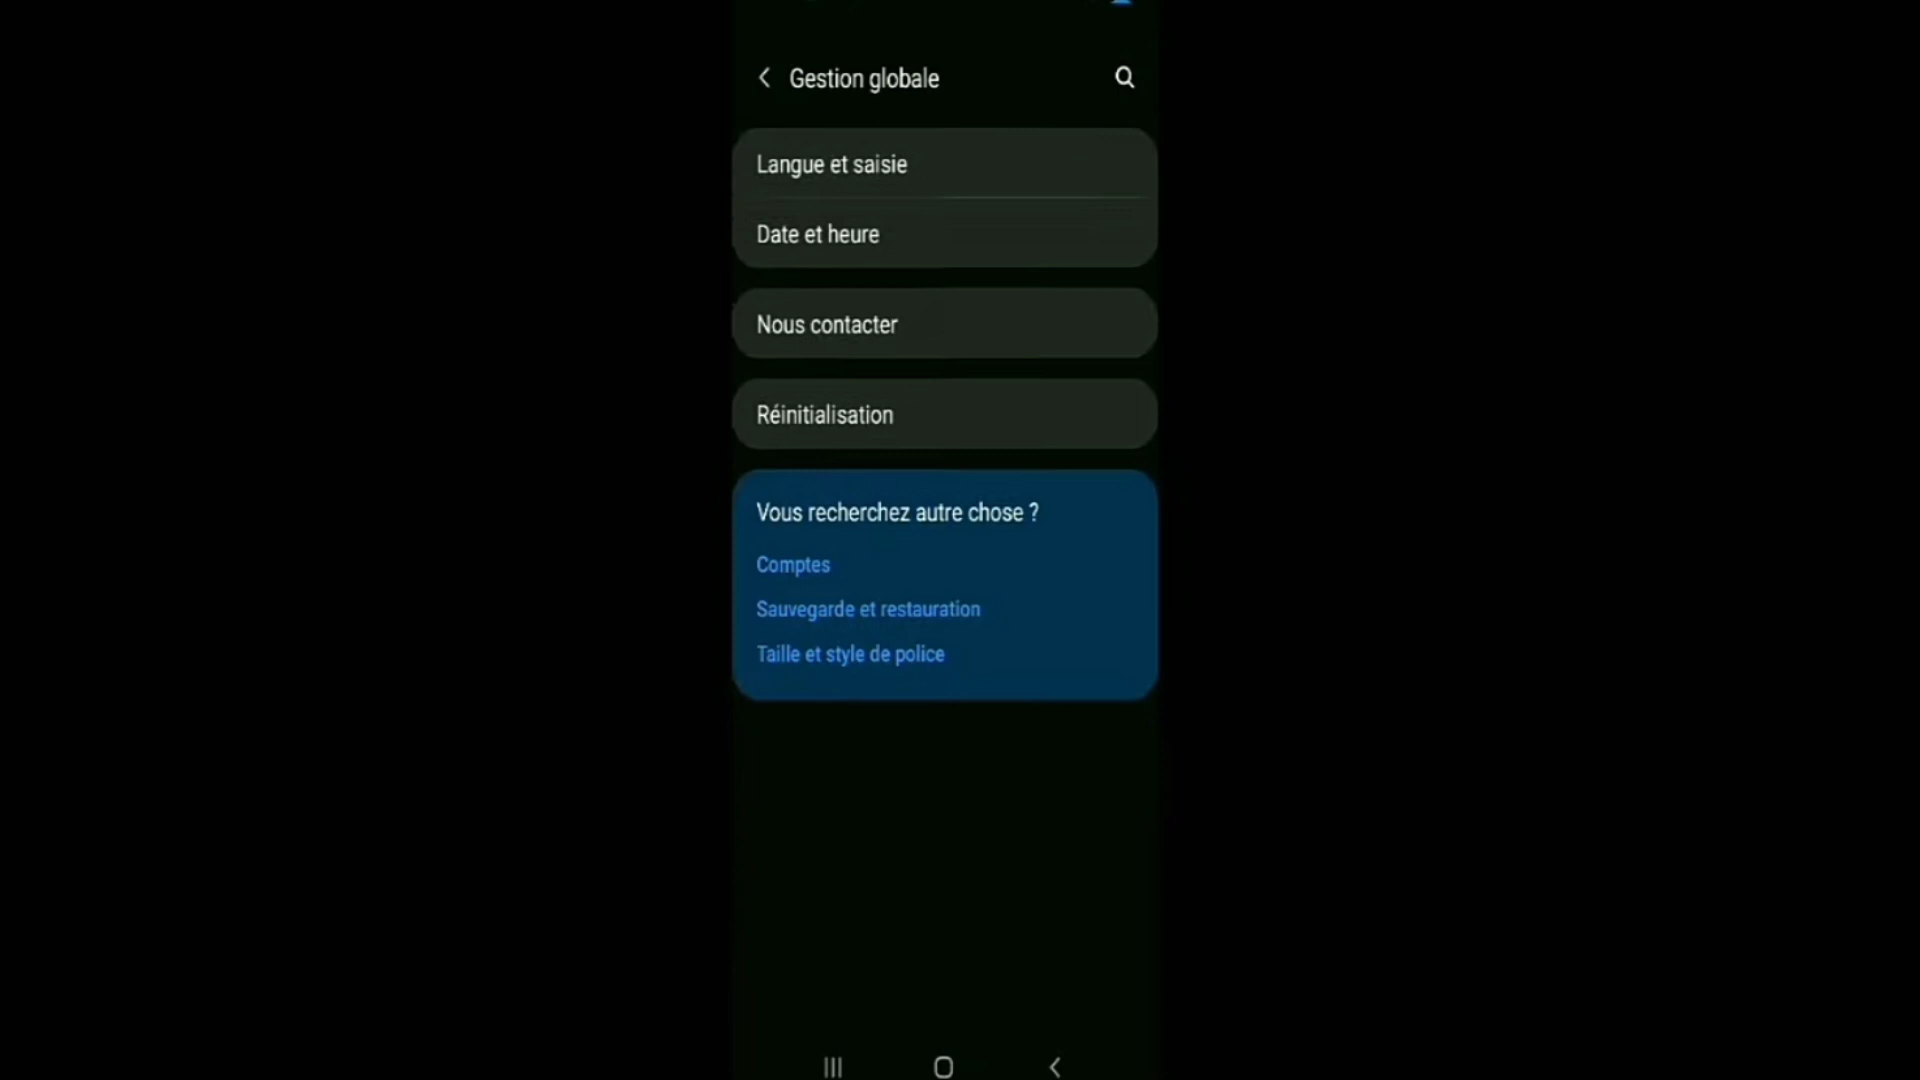 Gestion globale
Langue et saisie
Date et heure
Nous contacter
Réinitialisation
Vous recherchez autre chose ?
Comptes
Sauvegarde et restauration
Taille et style de police